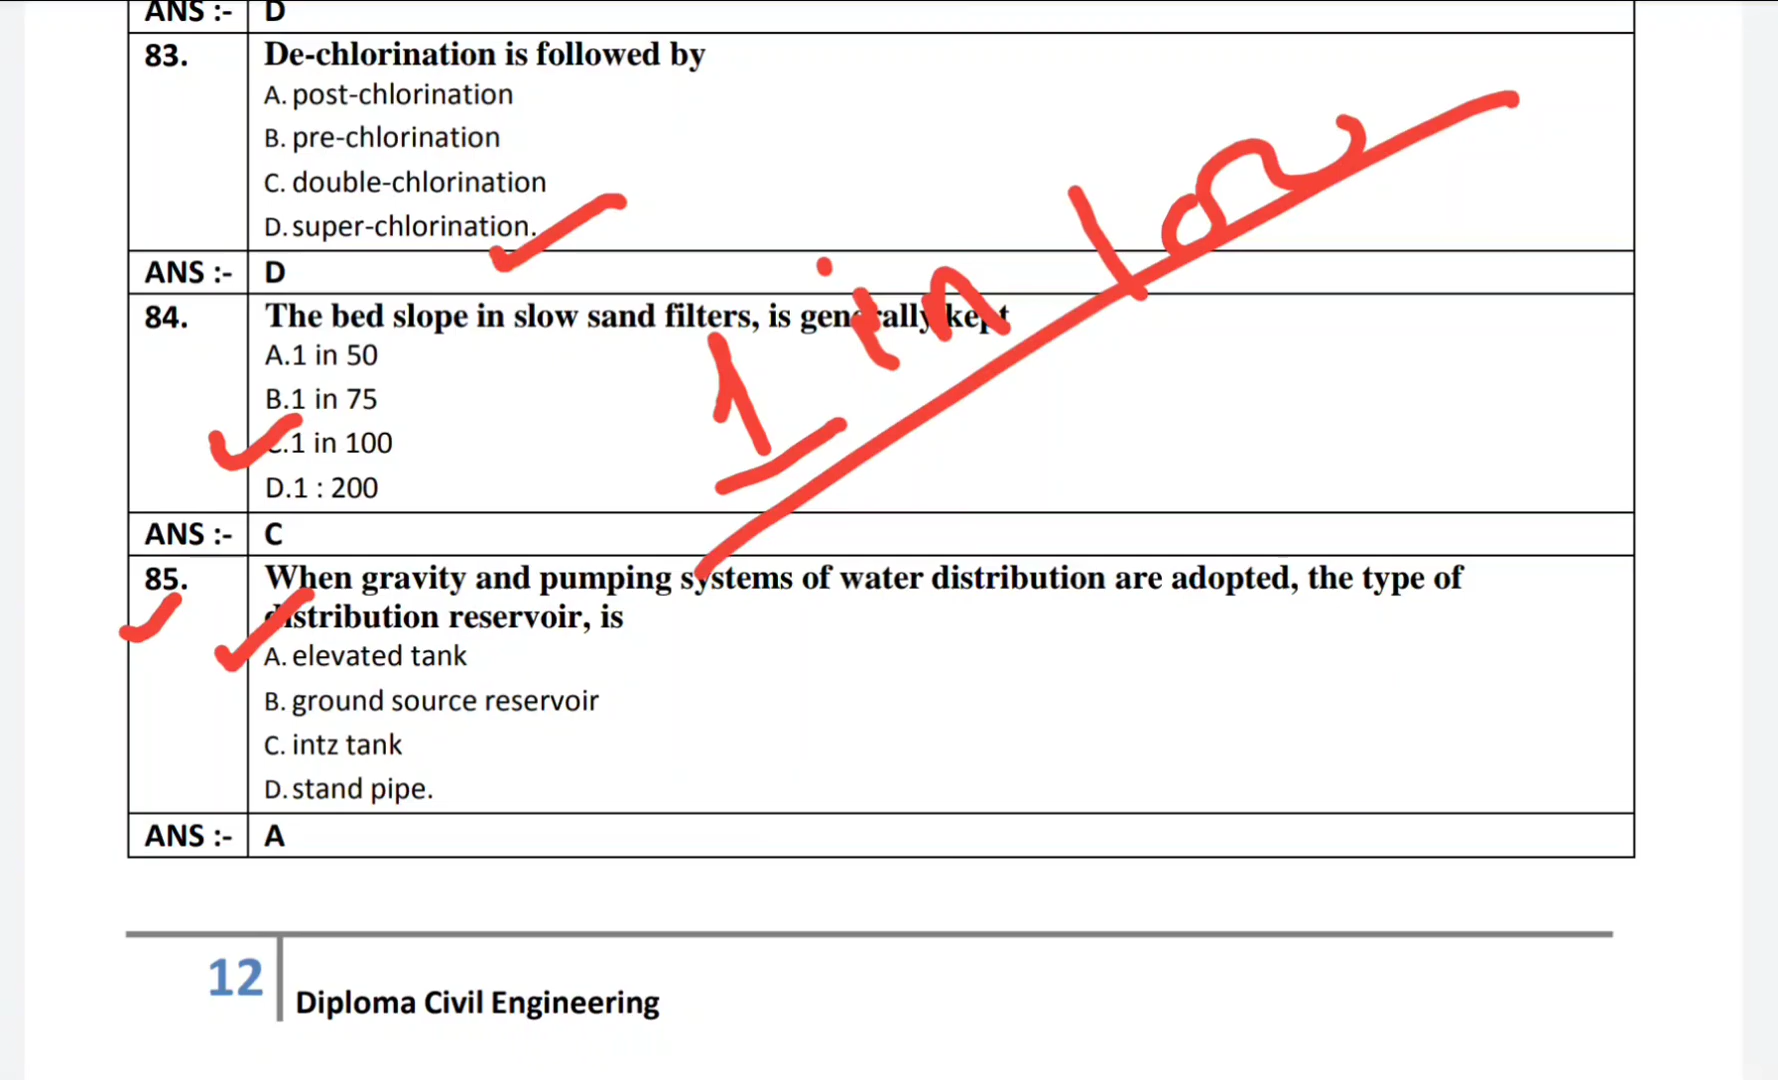 ANS :- D
83. De-chlorination is followed by
A. post-chlorination
B. pre-chlorination
C. double-chlorination
D. super-chlorination.
ANS :- D
84. The bed slope in slow sand filters, is generally kept
A.1 in 50
B.1 in 75
C.1 in 100
D.1 : 200
ANS :- C
1 in 100
85. When gravity and pumping systems of water distribution are adopted, the type of
distribution reservoir, is
A. elevated tank
B. ground source reservoir
C. intz tank
D. stand pipe.
ANS :- A
12
Diploma Civil Engineering